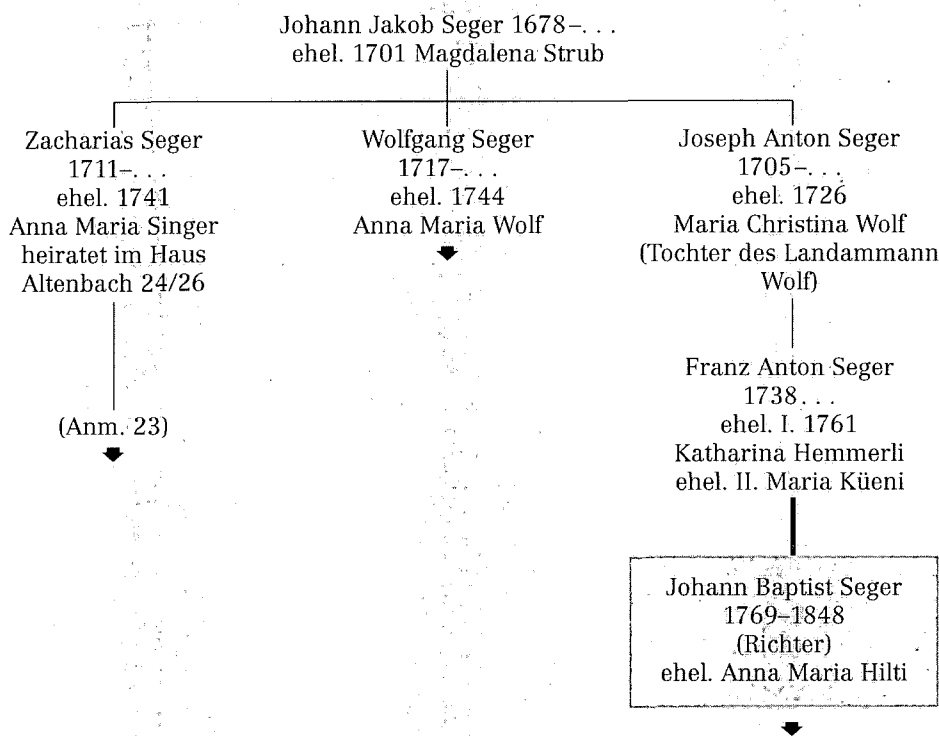 Johann Jakob Seger 1678–. . .
ehel. 1701 Magdalena Strub
Zacharias Seger
1711–. . .
ehel. 1741
Anna Maria Singer
heiratet im Haus
Altenbach 24/26
(Anm. 23)
Wolfgang Seger
1717–. . .
ehel. 1744
Anna Maria Wolf
Joseph Anton Seger
1705–. . .
ehel. 1726
Maria Christina Wolf
(Tochter des Landammann
Wolf)
Franz Anton Seger
1738. . .
ehel. I. 1761
Katharina Hemmerli
ehel. II. Maria Küeni
Johann Baptist Seger
1769–1848
(Richter)
ehel. Anna Maria Hilti